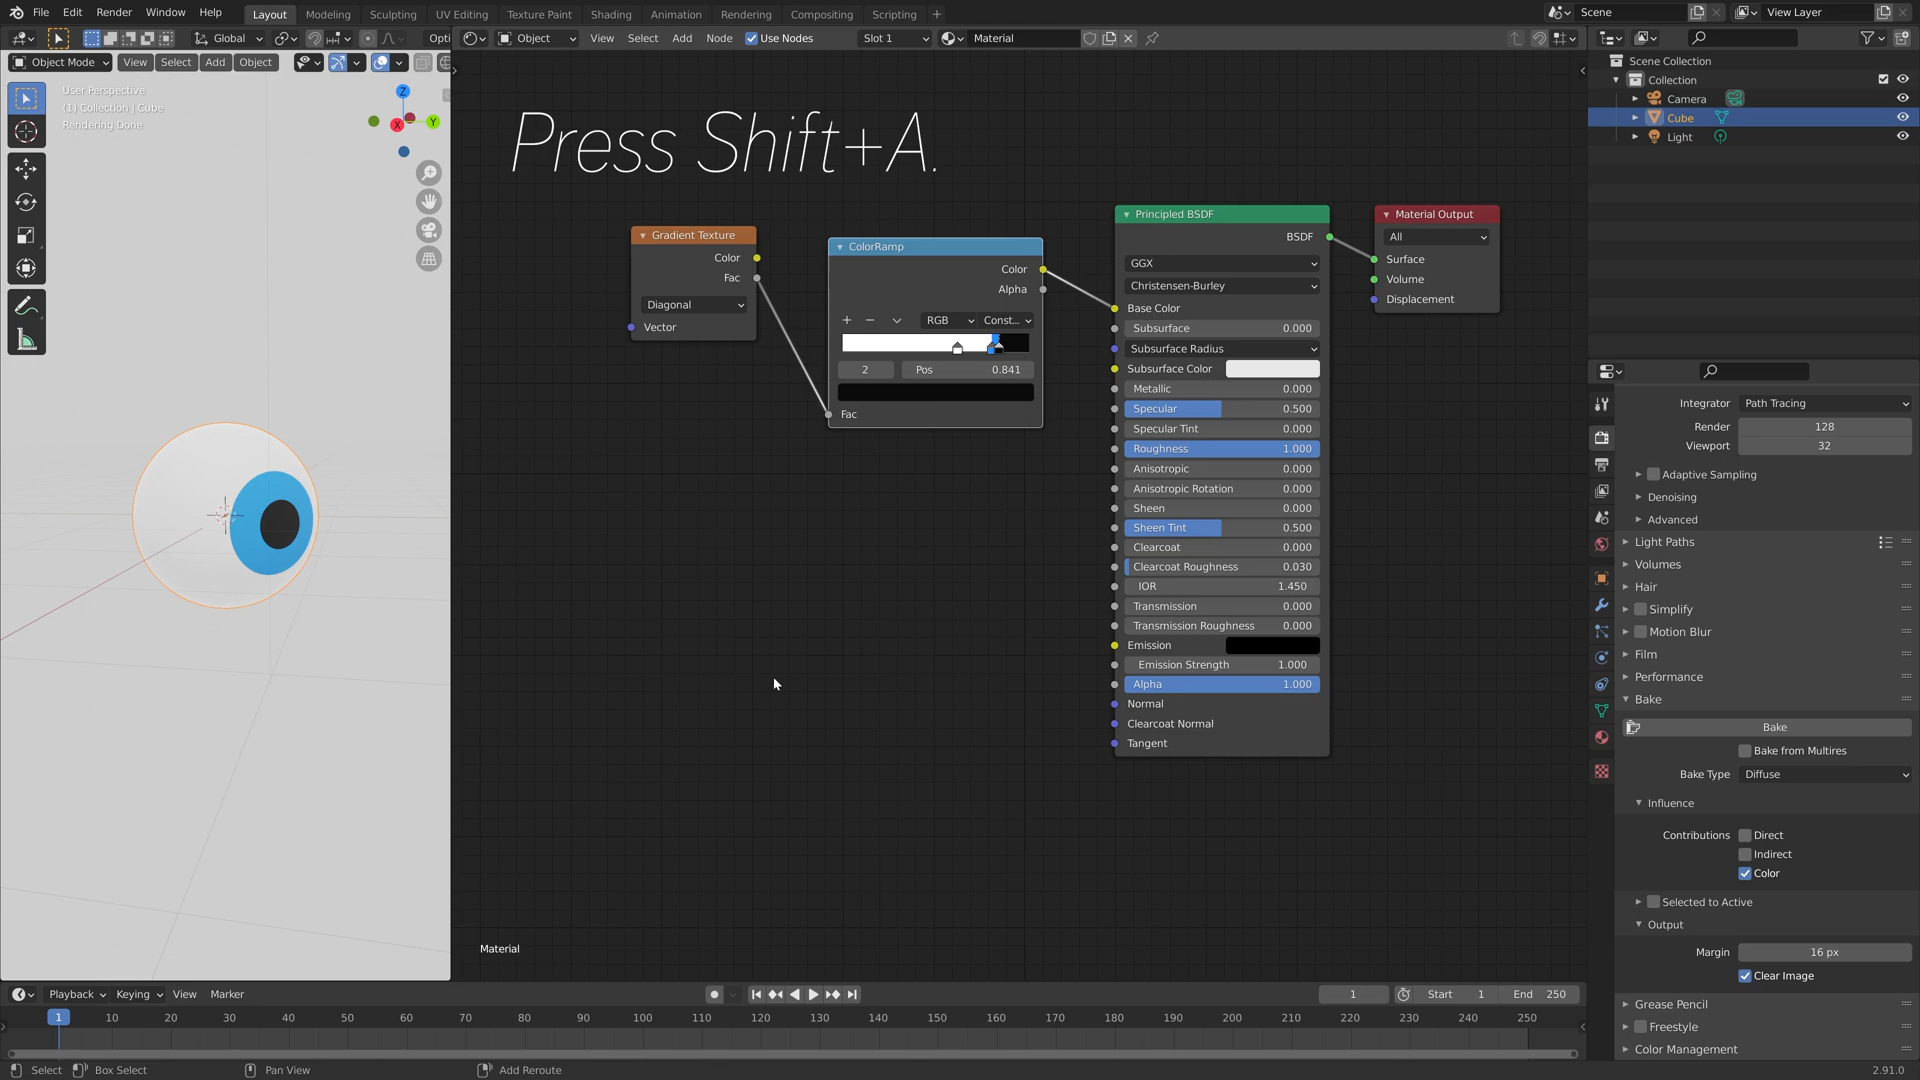 File Edit Render Window Help Layout Modeling Sculpting UV Editing Texture Paint Shading Animation Rendering Compositing Scripting + Scene View Layer
Global Opti Object View Select Add Node Use Nodes Slot 1 Material
Object Mode View Select Add Object
User Perspective
(1) Collection | Cube
Rendering Done
Z
X
Y
Press Shift+A.
Gradient Texture
Color
Fac
Diagonal
Vector
ColorRamp
Color
Alpha
+ − RGB Const...
2 Pos 0.841
Fac
Principled BSDF
BSDF
GGX
Christensen-Burley
Base Color
Subsurface 0.000
Subsurface Radius
Subsurface Color
Metallic 0.000
Specular 0.500
Specular Tint 0.000
Roughness 1.000
Anisotropic 0.000
Anisotropic Rotation 0.000
Sheen 0.000
Sheen Tint 0.500
Clearcoat 0.000
Clearcoat Roughness 0.030
IOR 1.450
Transmission 0.000
Transmission Roughness 0.000
Emission
Emission Strength 1.000
Alpha 1.000
Normal
Clearcoat Normal
Tangent
Material Output
All
Surface
Volume
Displacement
Material
Scene Collection
Collection
Camera
Cube
Light
Integrator Path Tracing
Render 128
Viewport 32
Adaptive Sampling
Denoising
Advanced
Light Paths
Volumes
Hair
Simplify
Motion Blur
Film
Performance
Bake
Bake
Bake from Multires
Bake Type Diffuse
Influence
Contributions Direct
Indirect
Color
Selected to Active
Output
Margin 16 px
Clear Image
Grease Pencil
Freestyle
Color Management
Playback Keying View Marker 1 Start 1 End 250
1 10 20 30 40 50 60 70 80 90 100 110 120 130 140 150 160 170 180 190 200 210 220 230 240 250
Select Box Select Pan View Add Reroute 2.91.0